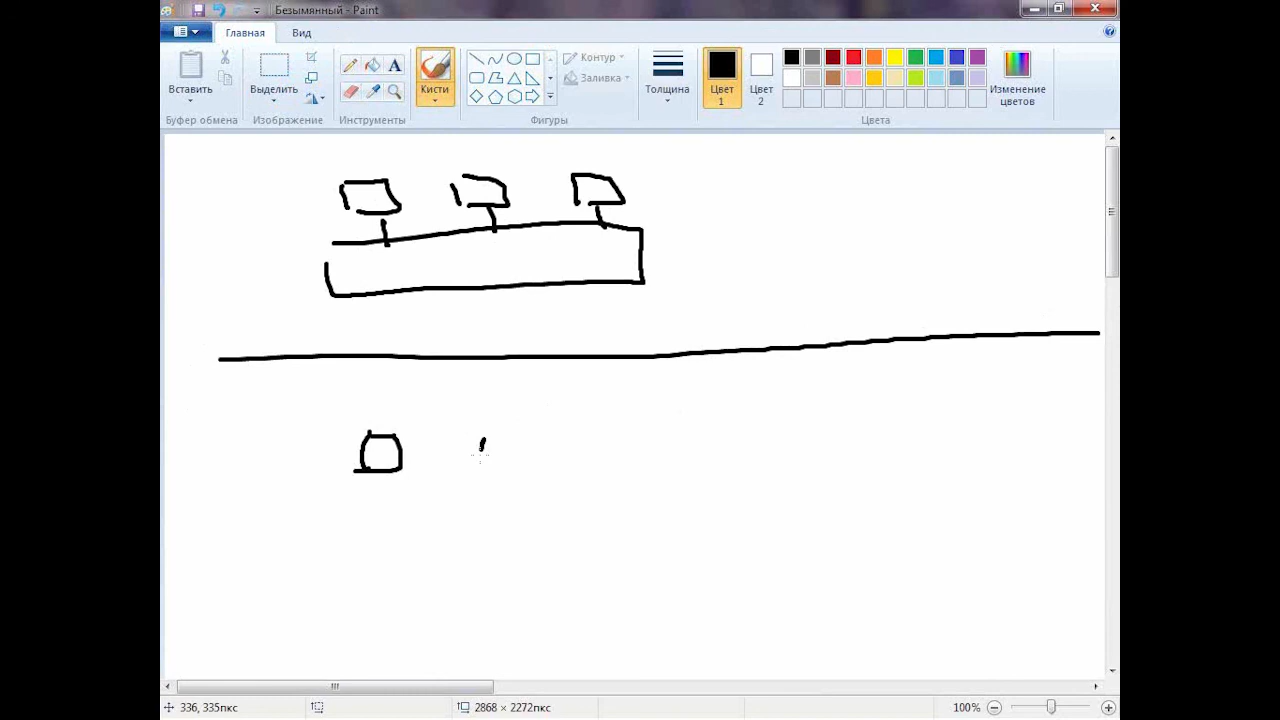 Безымянный - Paint
Главная Вид
Вставить
Выделить
A
Кисти
Контур
Заливка
Толщина
Цвет
1
Цвет
2
Изменение
цветов
Буфер обмена Изображение Инструменты Фигуры Цвета
336, 335пкс 2868 × 2272пкс 100%